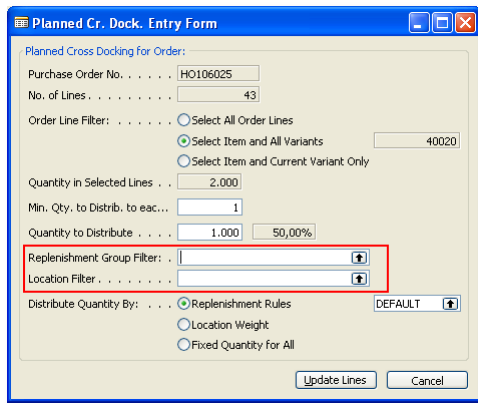 Planned Cr. Dock. Entry Form
Planned Cross Docking for Order:
Purchase Order No. . . . . . HO106025
No. of Lines . . . . . . . . . 43
Order Line Filter: . . . . . . Select All Order Lines
Select Item and All Variants 40020
Select Item and Current Variant Only
Quantity in Selected Lines . . 2.000
Min. Qty. to Distrib. to eac... 1
Quantity to Distribute . . . . 1.000 50,00%
Replenishment Group Filter: .
Location Filter . . . . . . . .
Distribute Quantity By: . . . Replenishment Rules DEFAULT
Location Weight
Fixed Quantity for All
Update Lines Cancel